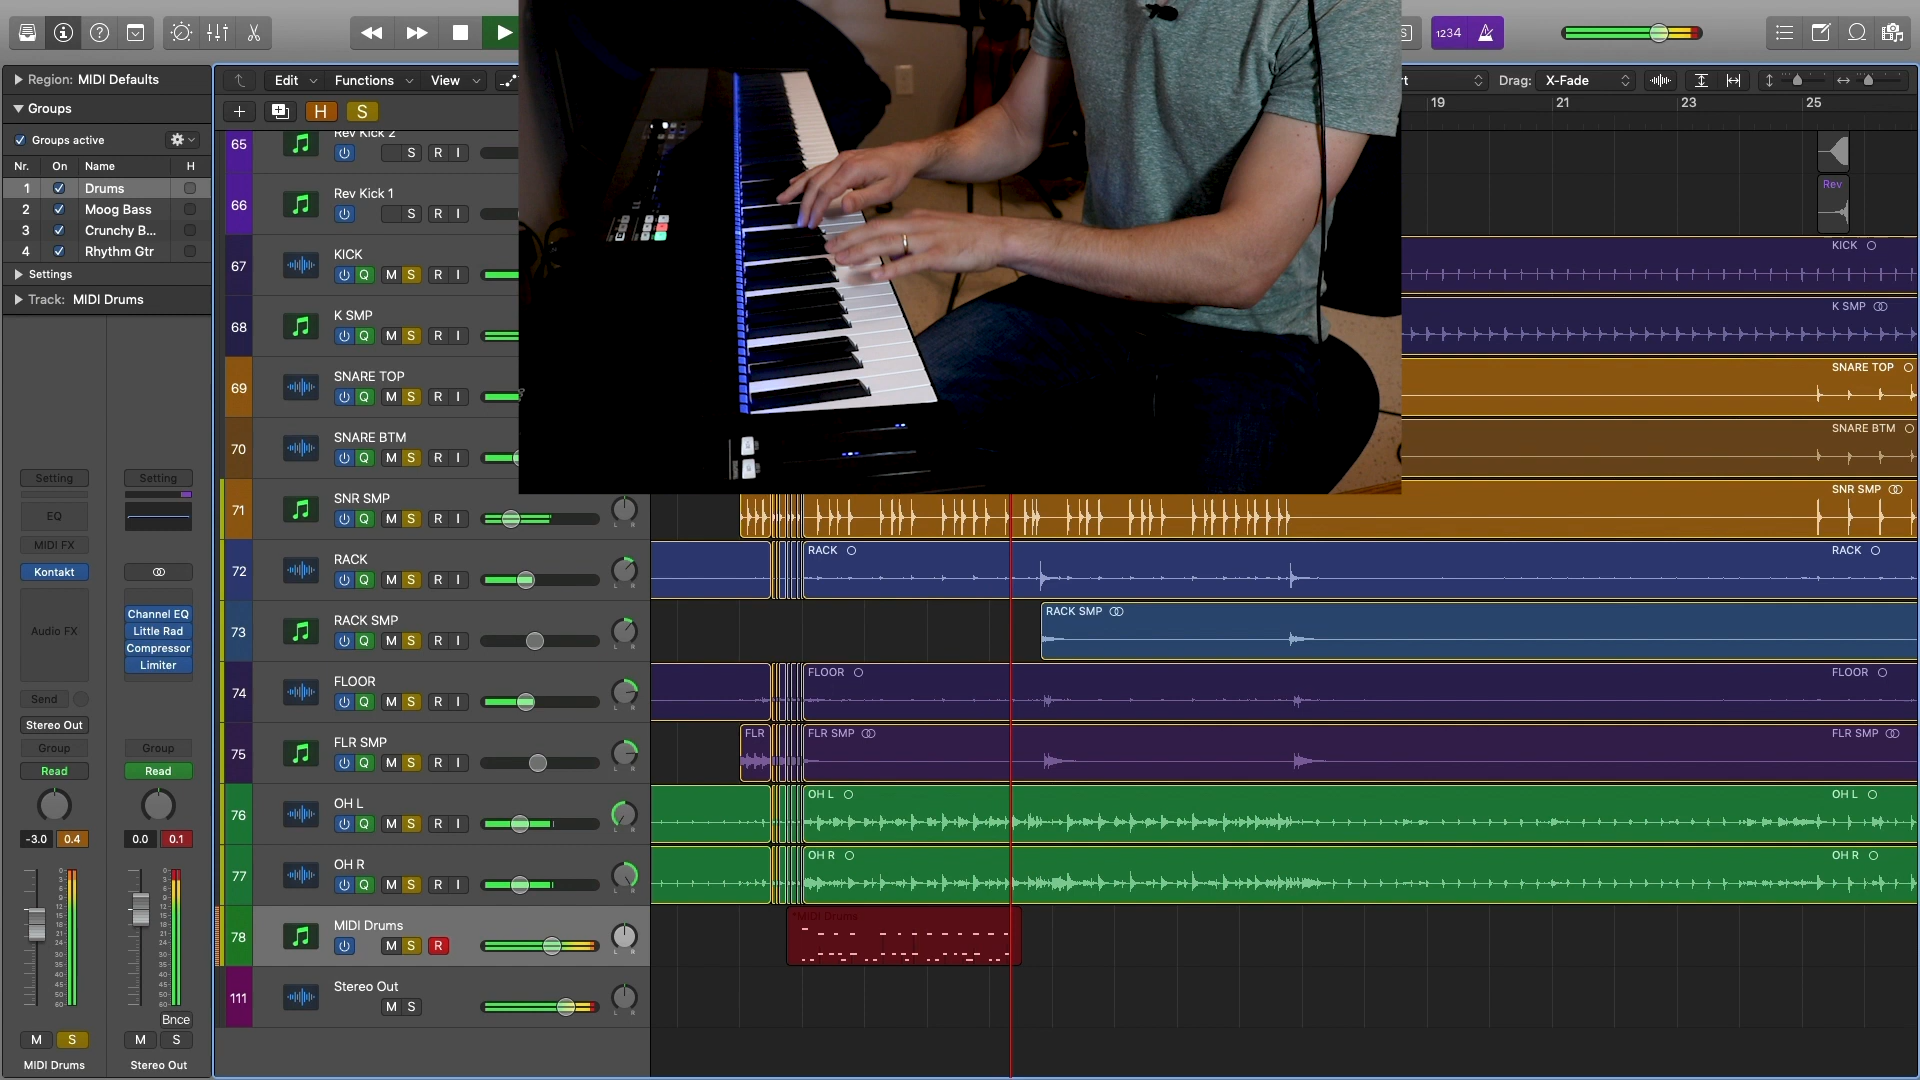 1234
Region: MIDI Defaults
Edit
Functions
View
Drag: X-Fade
Groups
H
S
19
21
23
25
Groups active
Nr. On Name H
1 Drums
2 Moog Bass
3 Crunchy B...
4 Rhythm Gtr
Settings
Track: MIDI Drums
65 Rev Kick 2
S R I
66 Rev Kick 1
S R I
Rev
67 KICK
Q M S R I
KICK
68 K SMP
Q M S R I
K SMP
69 SNARE TOP
Q M S R I
SNARE TOP
70 SNARE BTM
Q M S R I
SNARE BTM
71 SNR SMP
Q M S R I
L R
SNR SMP
72 RACK
Q M S R I
L R
RACK
RACK
73 RACK SMP
Q M S R I
L R
RACK SMP
74 FLOOR
Q M S R I
L R
FLOOR
FLOOR
75 FLR SMP
Q M S R I
L R
FLR
FLR SMP
FLR SMP
76 OH L
Q M S R I
L R
OH L
OH L
77 OH R
Q M S R I
L R
OH R
OH R
78 MIDI Drums
M S R
L R
*MIDI Drums
111 Stereo Out
M S
L R
Setting
EQ
MIDI FX
Kontakt
Audio FX
Send
Stereo Out
Group
Read
-3.0 0.4
M S
MIDI Drums
Setting
Channel EQ
Little Rad
Compressor
Limiter
Group
Read
0.0 0.1
Bnce
M S
Stereo Out